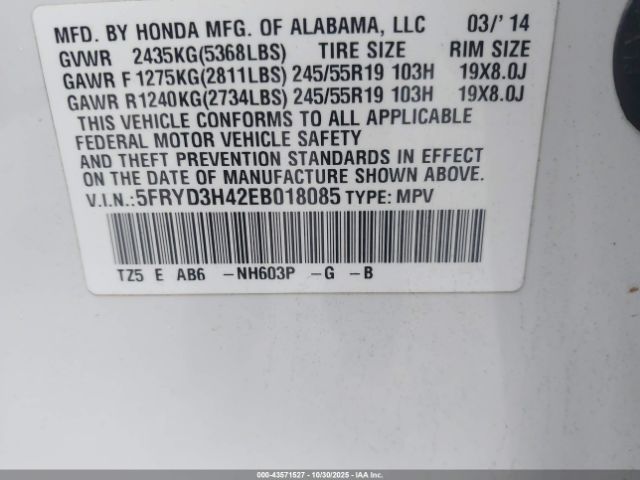 MFD. BY HONDA MFG. OF ALABAMA, LLC 03/' 14
GVWR 2435KG(5368LBS) TIRE SIZE RIM SIZE
GAWR F1275KG(2811LBS) 245/55R19 103H 19X8.0J
GAWR R1240KG(2734LBS) 245/55R19 103H 19X8.0J
THIS VEHICLE CONFORMS TO ALL APPLICABLE
FEDERAL MOTOR VEHICLE SAFETY
AND THEFT PREVENTION STANDARDS IN EFFECT
ON THE DATE OF MANUFACTURE SHOWN ABOVE.
V.I.N.:5FRYD3H42EB018085 TYPE: MPV
TZ5 E AB6 -NH603P -G -B
000-43571527 - 10/30/2025 - IAAI.com